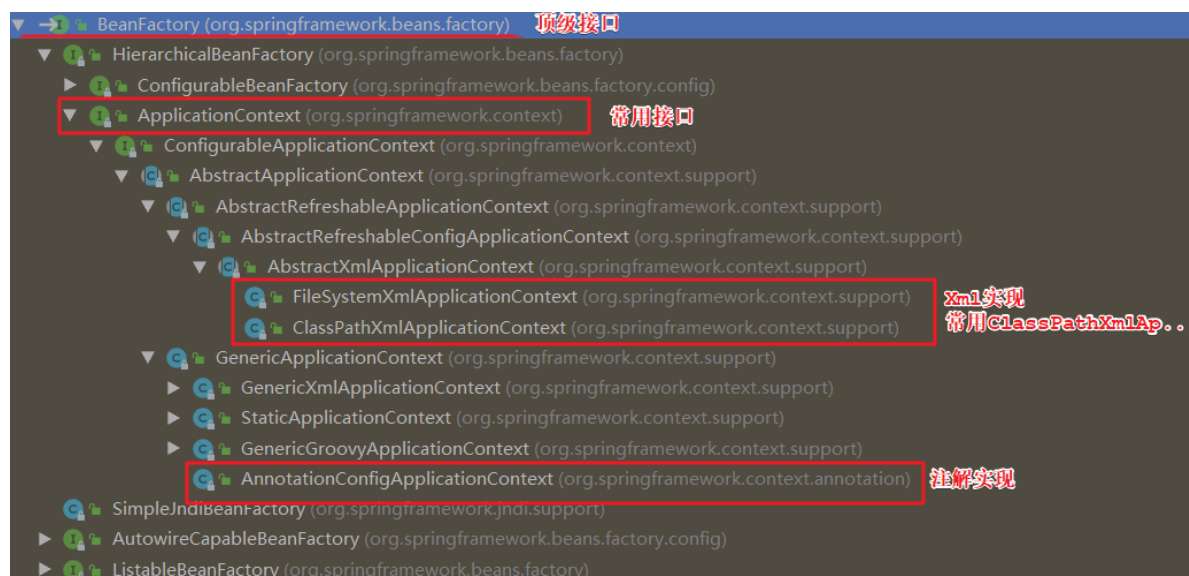 BeanFactory (org.springframework.beans.factory) 顶级接口
HierarchicalBeanFactory (org.springframework.beans.factory)
ConfigurableBeanFactory (org.springframework.beans.factory.config)
ApplicationContext (org.springframework.context) 常用接口
ConfigurableApplicationContext (org.springframework.context)
AbstractApplicationContext (org.springframework.context.support)
AbstractRefreshableApplicationContext (org.springframework.context.support)
AbstractRefreshableConfigApplicationContext (org.springframework.context.support)
AbstractXmlApplicationContext (org.springframework.context.support)
FileSystemXmlApplicationContext (org.springframework.context.support) Xml实现
ClassPathXmlApplicationContext (org.springframework.context.support) 常用ClassPathXmlAp..
GenericApplicationContext (org.springframework.context.support)
GenericXmlApplicationContext (org.springframework.context.support)
StaticApplicationContext (org.springframework.context.support)
GenericGroovyApplicationContext (org.springframework.context.support)
AnnotationConfigApplicationContext (org.springframework.context.annotation) 注解实现
SimpleJndiBeanFactory (org.springframework.jndi.support)
AutowireCapableBeanFactory (org.springframework.beans.factory.config)
ListableBeanFactory (org.springframework.beans.factory)